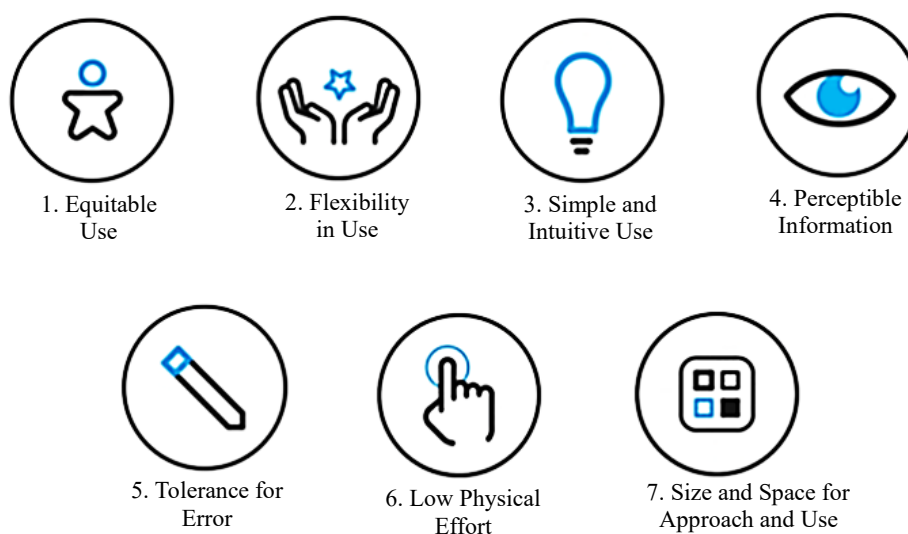 1. Equitable
Use
2. Flexibility
in Use
3. Simple and
Intuitive Use
4. Perceptible
Information
5. Tolerance for
Error
6. Low Physical
Effort
7. Size and Space for
Approach and Use